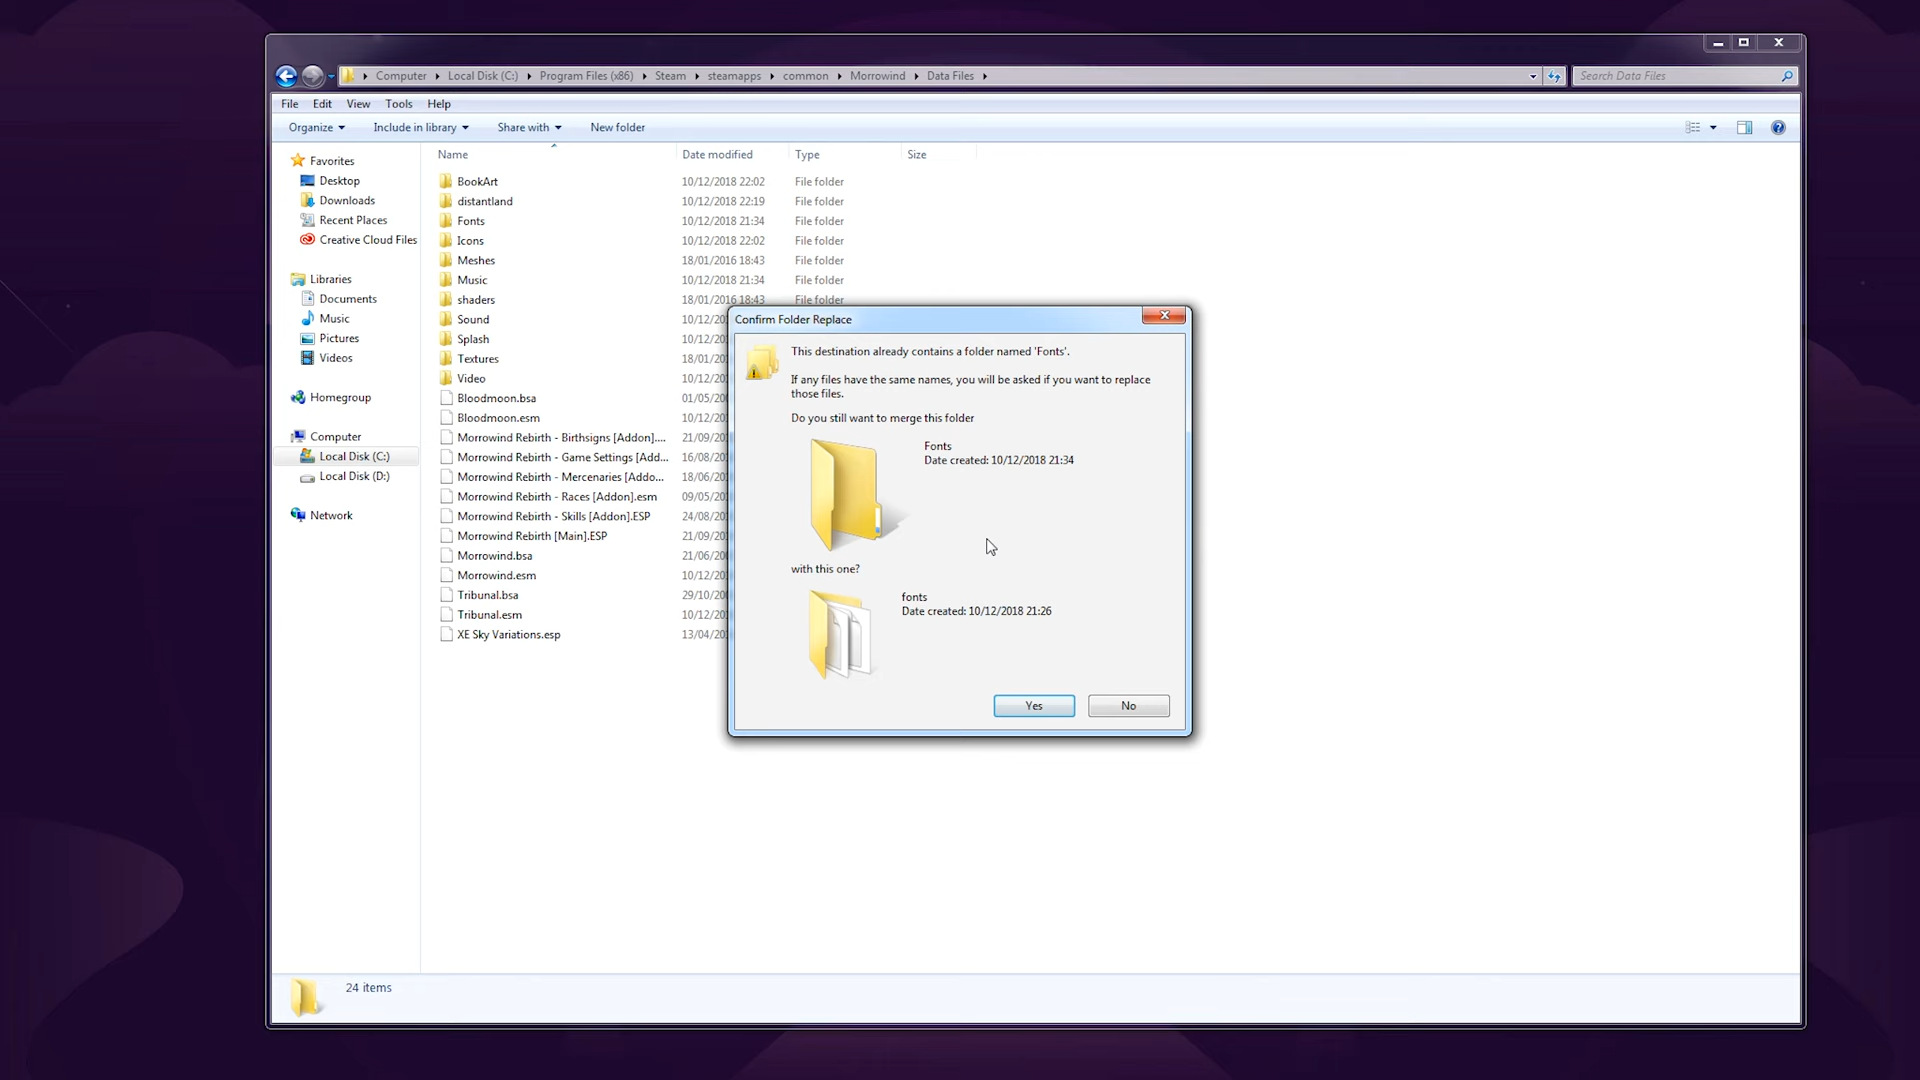 Computer
Local Disk (C:)
Program Files (x86)
Steam
steamapps
common
Morrowind
Data Files
Search Data Files
File Edit View Tools Help
Organize
Include in library
Share with
New folder
Favorites
Desktop
Downloads
Recent Places
Creative Cloud Files
Libraries
Documents
Music
Pictures
Videos
Homegroup
Computer
Local Disk (C:)
Local Disk (D:)
Network
Name Date modified Type Size
BookArt 10/12/2018 22:02 File folder
distantland 10/12/2018 22:19 File folder
Fonts 10/12/2018 21:34 File folder
Icons 10/12/2018 22:02 File folder
Meshes 18/01/2016 18:43 File folder
Music 10/12/2018 21:34 File folder
shaders 18/01/2016 18:43 File folder
Sound 10/12/20
Splash 10/12/20
Textures 18/01/20
Video 10/12/20
Bloodmoon.bsa 01/05/20
Bloodmoon.esm 10/12/20
Morrowind Rebirth - Birthsigns [Addon].... 21/09/20
Morrowind Rebirth - Game Settings [Add... 16/08/20
Morrowind Rebirth - Mercenaries [Addo... 18/06/20
Morrowind Rebirth - Races [Addon].esm 09/05/20
Morrowind Rebirth - Skills [Addon].ESP 24/08/20
Morrowind Rebirth [Main].ESP 21/09/20
Morrowind.bsa 21/06/20
Morrowind.esm 10/12/20
Tribunal.bsa 29/10/20
Tribunal.esm 10/12/20
XE Sky Variations.esp 13/04/20
Confirm Folder Replace
This destination already contains a folder named 'Fonts'.
If any files have the same names, you will be asked if you want to replace
those files.
Do you still want to merge this folder
Fonts
Date created: 10/12/2018 21:34
with this one?
fonts
Date created: 10/12/2018 21:26
Yes
No
24 items